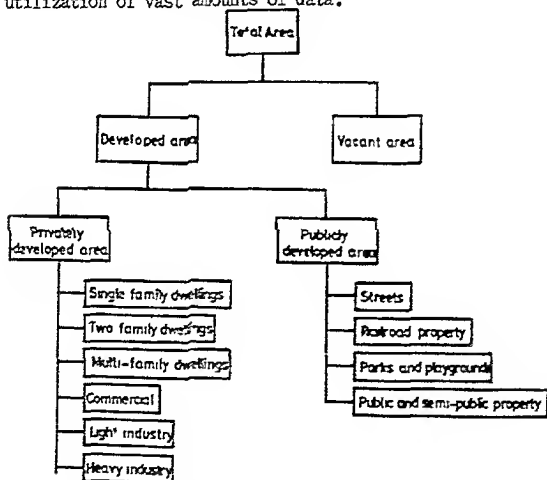 utilization of vast amounts of data.
Total Area
Developed area
Vacant area
Privately
developed area
Publicly
developed area
Single family dwellings
Two family dwellings
Multi-family dwellings
Commercial
Light industry
Heavy industry
Streets
Railroad property
Parks and playgrounds
Public and semi-public property